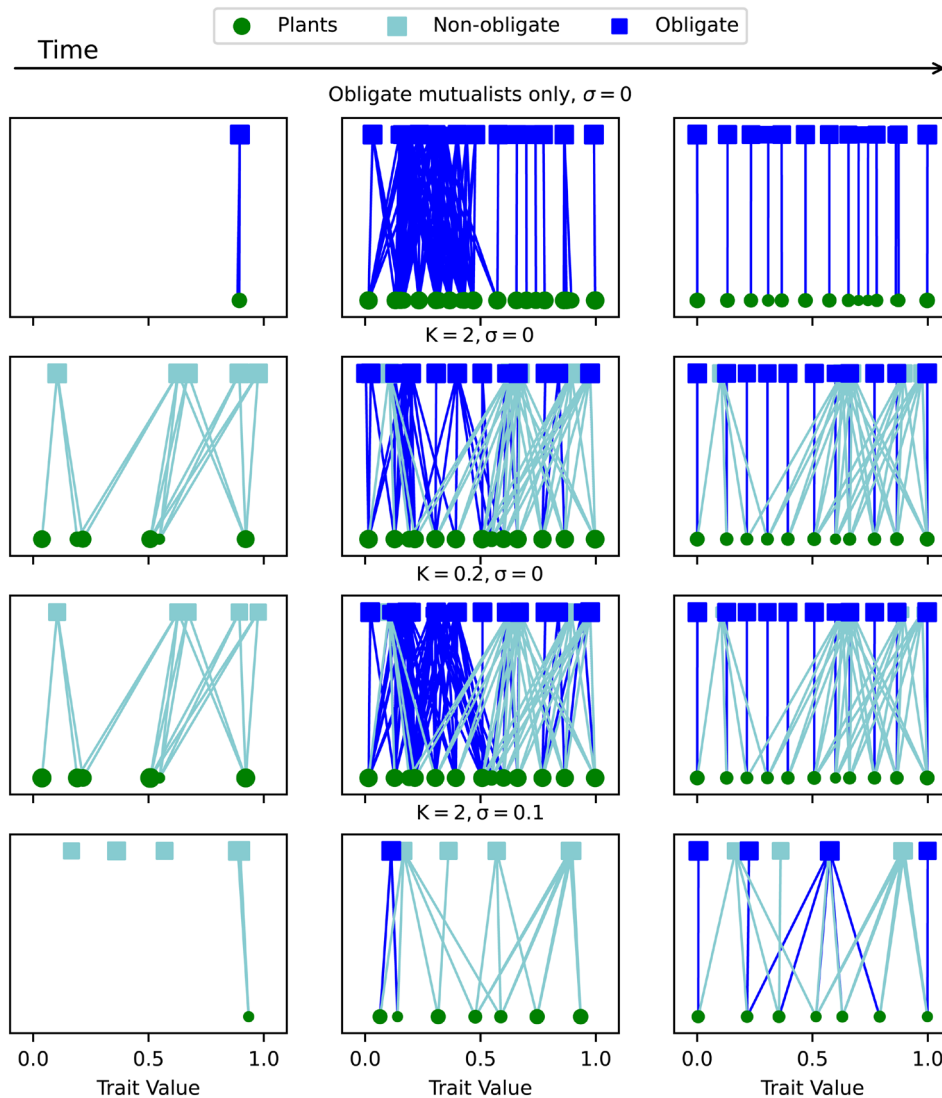 Plants Non-obligate Obligate
Time
Obligate mutualists only, σ = 0
K = 2, σ = 0
K = 0.2, σ = 0
K = 2, σ = 0.1
0.0 0.5 1.0 0.0 0.5 1.0 0.0 0.5 1.0
Trait Value Trait Value Trait Value